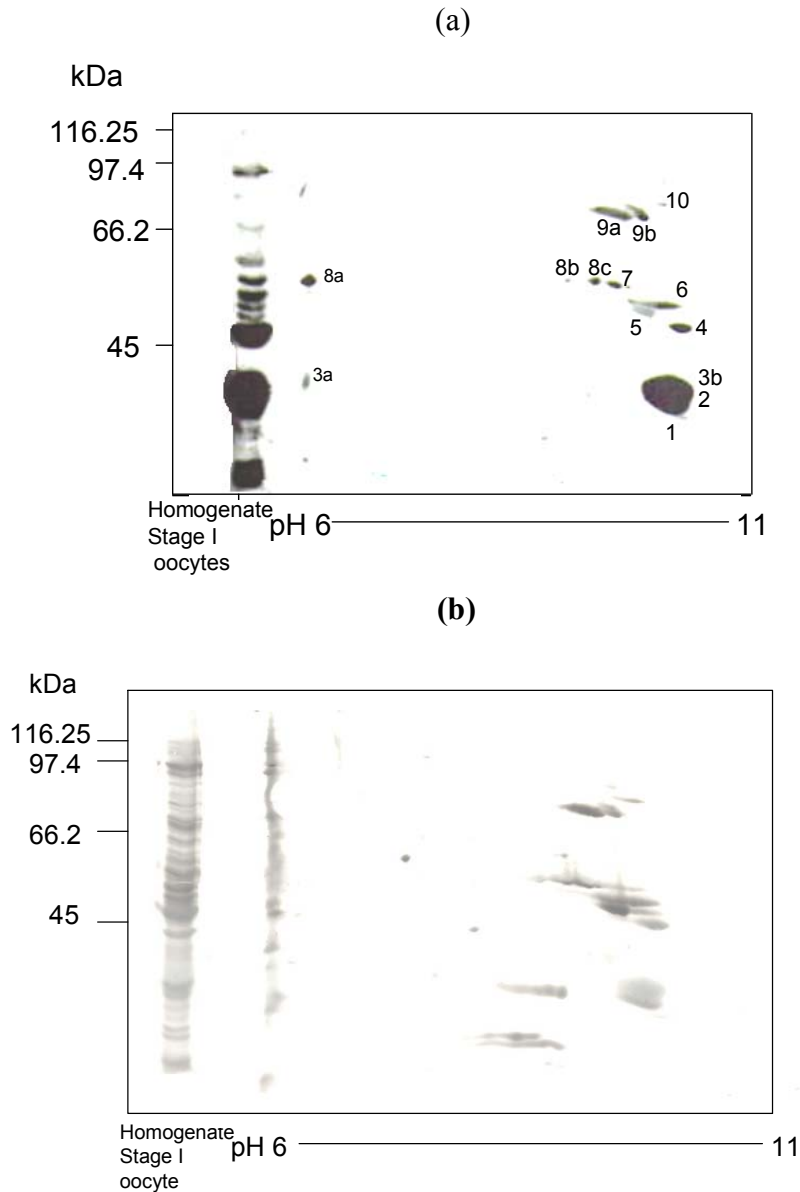 (a)
kDa
116.25
97.4
66.2
45
10
9a 9b
8b 8c 7
8a
6
5
4
3a
3b
2
1
Homogenate
Stage I
oocytes
pH 6 11
(b)
kDa
116.25
97.4
66.2
45
Homogenate
Stage I
oocyte
pH 6 11